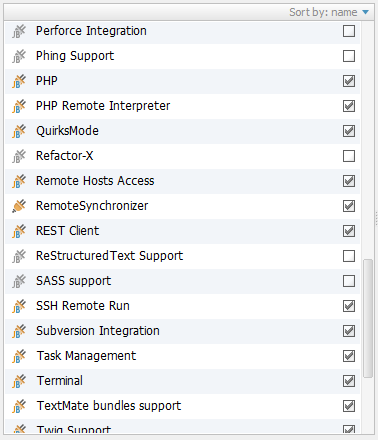 Sort by: name
Perforce Integration
Phing Support
PHP
PHP Remote Interpreter
QuirksMode
Refactor-X
Remote Hosts Access
RemoteSynchronizer
REST Client
ReStructuredText Support
SASS support
SSH Remote Run
Subversion Integration
Task Management
Terminal
TextMate bundles support
Twig Support